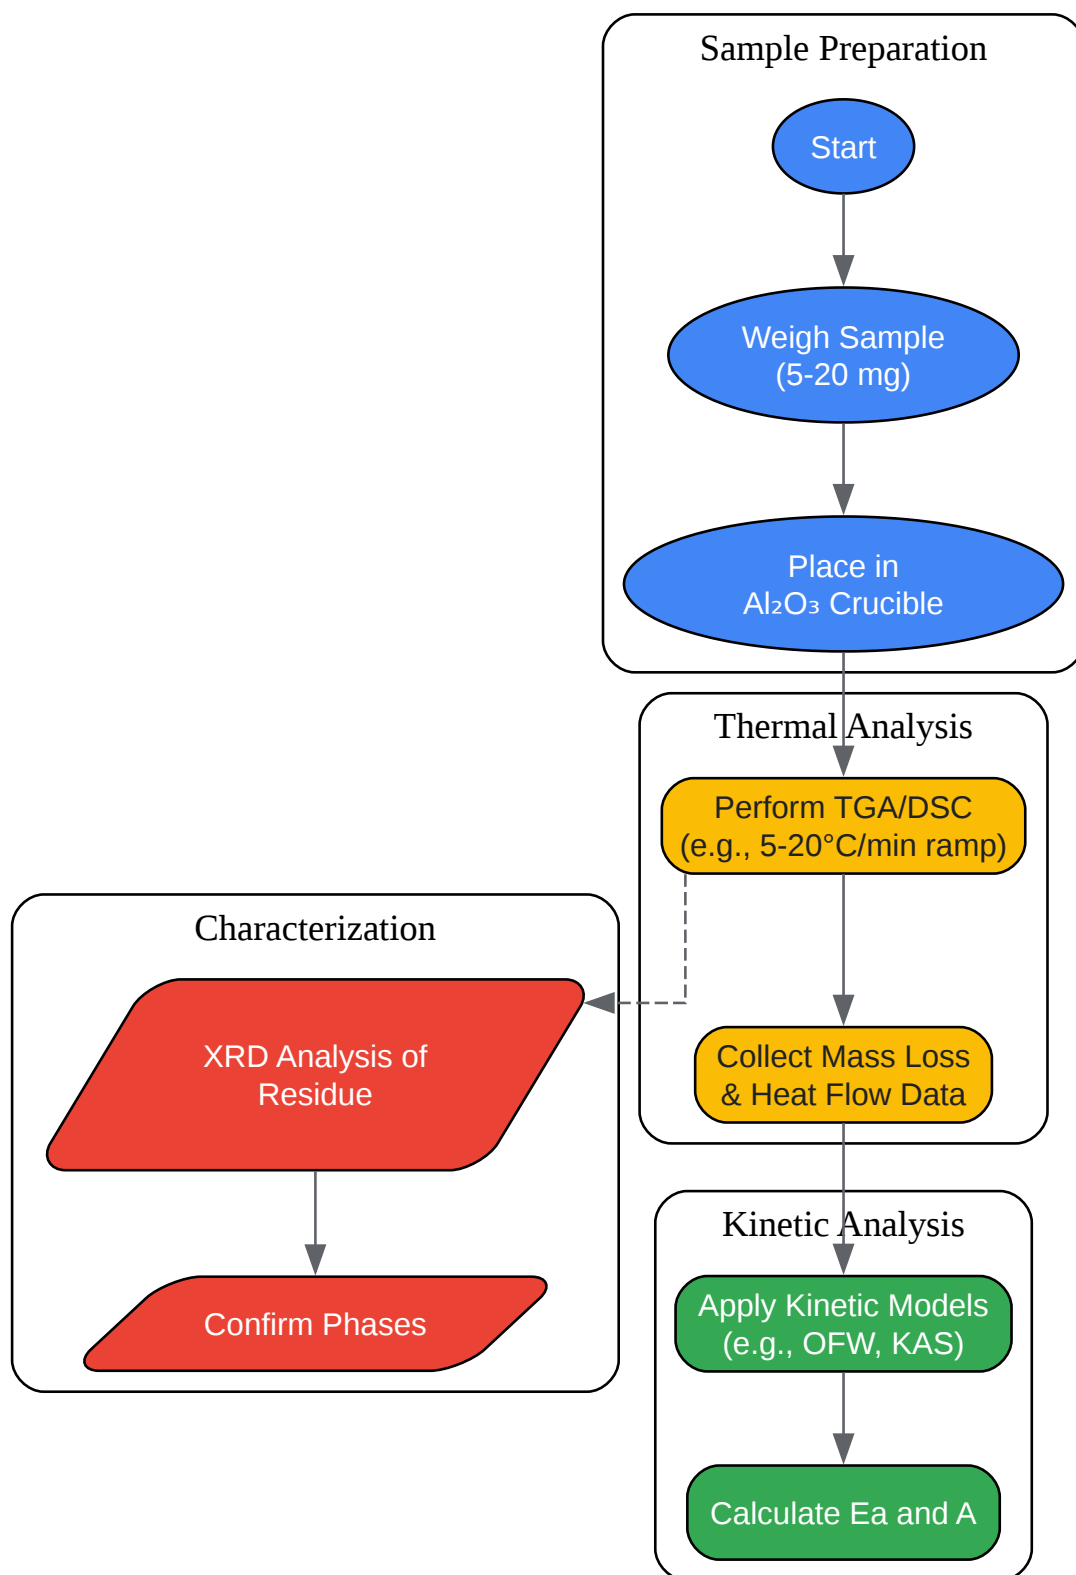 Sample Preparation
Start
Weigh Sample
(5-20 mg)
Place in
Al₂O₃ Crucible
Thermal Analysis
Perform TGA/DSC
(e.g., 5-20°C/min ramp)
Collect Mass Loss
& Heat Flow Data
Characterization
XRD Analysis of
Residue
Confirm Phases
Kinetic Analysis
Apply Kinetic Models
(e.g., OFW, KAS)
Calculate Ea and A